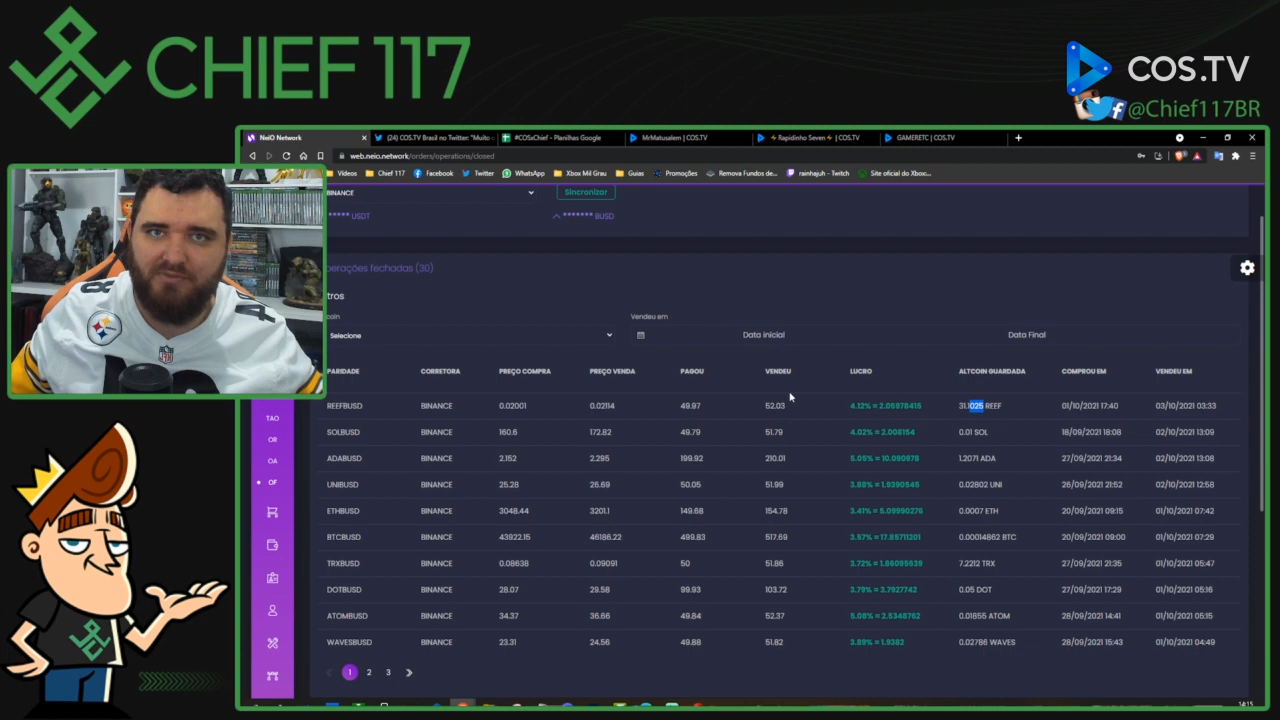 CHIEF 117
COS.TV
@Chief117BR
NeiO Network
(24) COS.TV Brasil no Twitter: "Muito
#COSxChief - Planilhas Google
MrMatusalem | COS.TV
Rapidinho Seven | COS.TV
GAMERETC | COS.TV
web.neio.network/orders/operations/closed
Vídeos
Chief 117
Facebook
Twitter
WhatsApp
Xbox Mil Grau
Guias
Promoções
Remova Fundos de...
rainhajuh - Twitch
Site oficial do Xbox:...
BINANCE
Sincronizar
***** USDT
******* BUSD
perações fechadas (30)
tros
coin
Vendeu em
Selecione
Data Inicial
Data Final
PARIDADE CORRETORA PREÇO COMPRA PREÇO VENDA PAGOU VENDEU LUCRO ALTCOIN GUARDADA COMPROU EM VENDEU EM
REEFBUSD BINANCE 0.02001 0.02114 49.97 52.03 4.12% = 2.05978415 31.1025 REEF 01/10/2021 17:40 03/10/2021 03:33
SOLBUSD BINANCE 160.6 172.82 49.79 51.79 4.02% = 2.008154 0.01 SOL 18/09/2021 18:08 02/10/2021 13:09
ADABUSD BINANCE 2.152 2.295 199.92 210.01 5.05% = 10.090978 1.2071 ADA 27/09/2021 21:34 02/10/2021 13:08
UNIBUSD BINANCE 25.28 26.69 50.05 51.99 3.88% = 1.9390545 0.02802 UNI 26/09/2021 21:52 02/10/2021 12:58
ETHBUSD BINANCE 3048.44 3201.1 149.68 154.78 3.41% = 5.09990276 0.0007 ETH 20/09/2021 09:15 01/10/2021 07:42
BTCBUSD BINANCE 43922.15 46186.22 499.83 517.69 3.57% = 17.85711201 0.00014862 BTC 20/09/2021 09:00 01/10/2021 07:29
TRXBUSD BINANCE 0.08638 0.09091 50 51.86 3.72% = 1.86095639 7.2212 TRX 27/09/2021 21:35 01/10/2021 05:47
DOTBUSD BINANCE 28.07 29.58 99.93 103.72 3.79% = 3.7927742 0.05 DOT 27/09/2021 17:29 01/10/2021 05:16
ATOMBUSD BINANCE 34.37 36.66 49.84 52.37 5.08% = 2.5348762 0.01855 ATOM 28/09/2021 14:41 01/10/2021 05:15
WAVESBUSD BINANCE 23.31 24.56 49.88 51.82 3.89% = 1.9382 0.02786 WAVES 28/09/2021 15:43 01/10/2021 04:49
TAO
OR
OA
OF
1 2 3
14:15